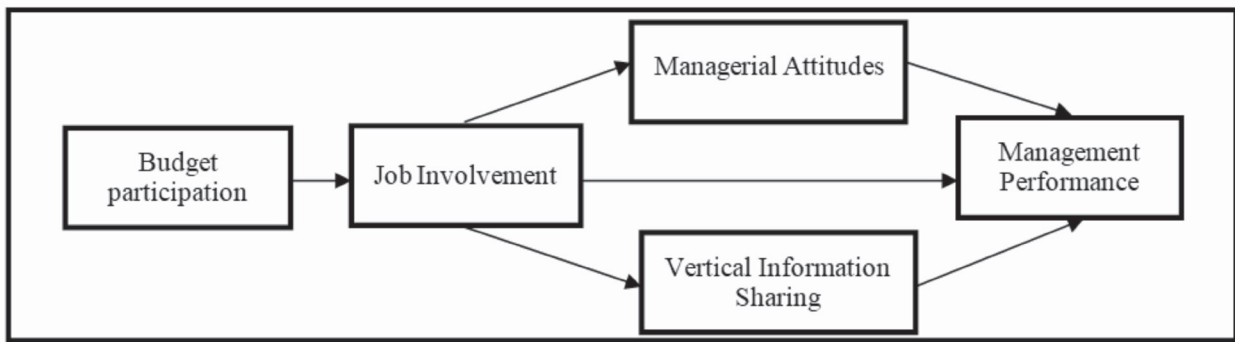 Managerial Attitudes
Budget
participation
Job Involvement
Management
Performance
Vertical Information
Sharing